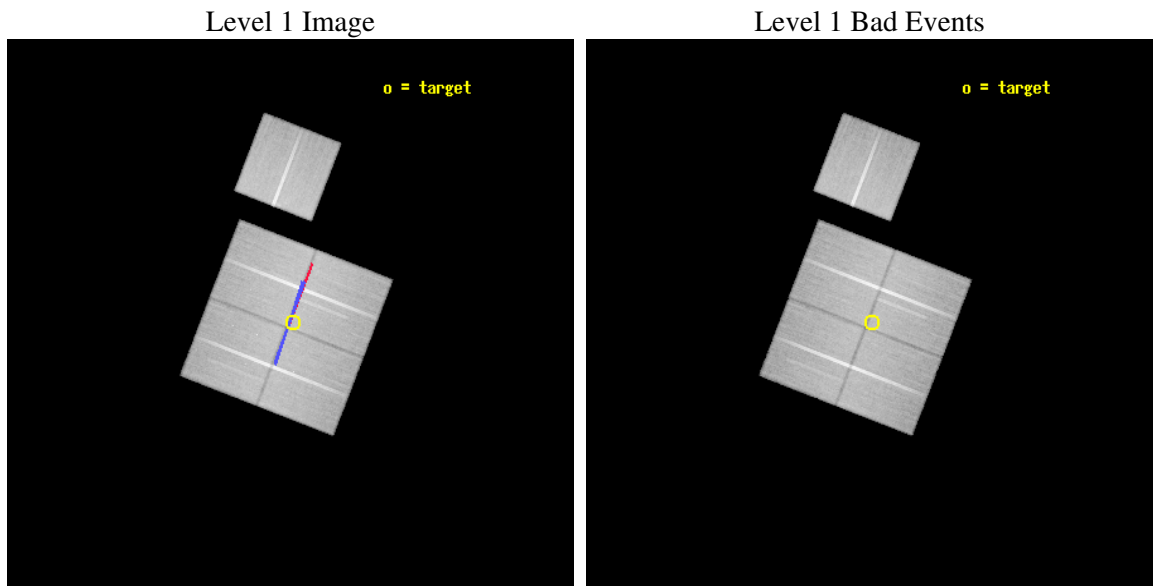 Level 1 Image
Level 1 Bad Events
o = target
o = target